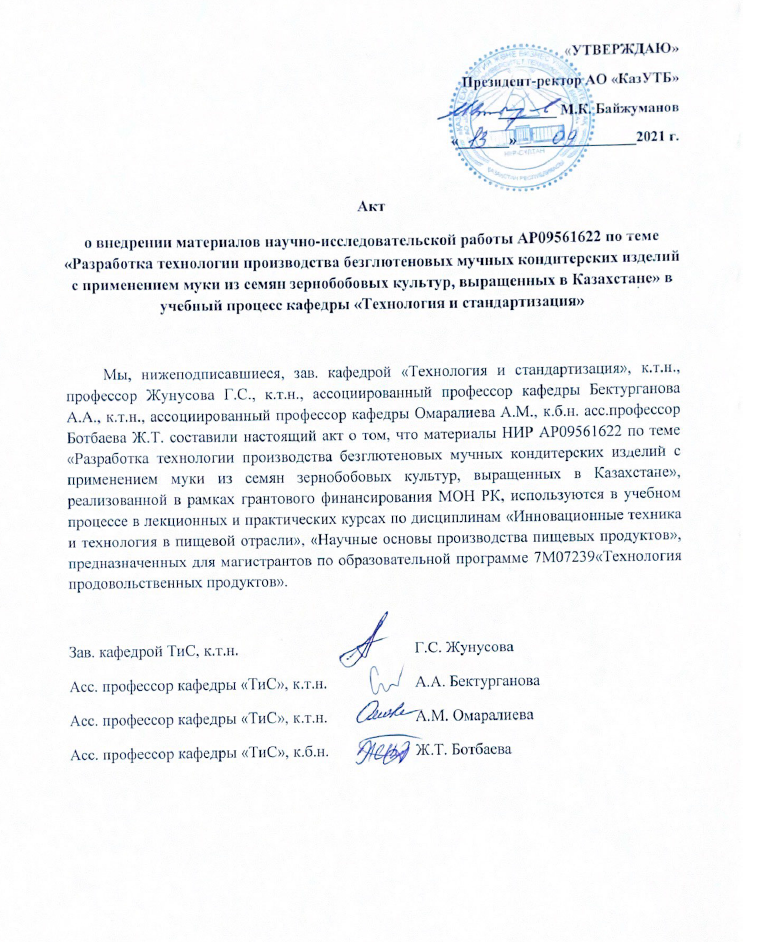 «УТВЕРЖДАЮ»
Президент-ректор АО «КазУТБ»
М.К. Байжуманов
« 13 » 09 2021 г.
НУР-СУЛТАН
Акт
о внедрении материалов научно-исследовательской работы АР09561622 по теме
«Разработка технологии производства безглютеновых мучных кондитерских изделий
с применением муки из семян зернобобовых культур, выращенных в Казахстане» в
учебный процесс кафедры «Технология и стандартизация»
Мы, нижеподписавшиеся, зав. кафедрой «Технология и стандартизация», к.т.н.,
профессор Жунусова Г.С., к.т.н., ассоциированный профессор кафедры Бектурганова
А.А., к.т.н., ассоциированный профессор кафедры Омаралиева А.М., к.б.н. асс.профессор
Ботбаева Ж.Т. составили настоящий акт о том, что материалы НИР АР09561622 по теме
«Разработка технологии производства безглютеновых мучных кондитерских изделий с
применением муки из семян зернобобовых культур, выращенных в Казахстане»,
реализованной в рамках грантового финансирования МОН РК, используются в учебном
процессе в лекционных и практических курсах по дисциплинам «Инновационные техника
и технология в пищевой отрасли», «Научные основы производства пищевых продуктов»,
предназначенных для магистрантов по образовательной программе 7М07239«Технология
продовольственных продуктов».
Зав. кафедрой ТиС, к.т.н. Г.С. Жунусова
Асс. профессор кафедры «ТиС», к.т.н. А.А. Бектурганова
Асс. профессор кафедры «ТиС», к.т.н. А.М. Омаралиева
Асс. профессор кафедры «ТиС», к.б.н. Ж.Т. Ботбаева